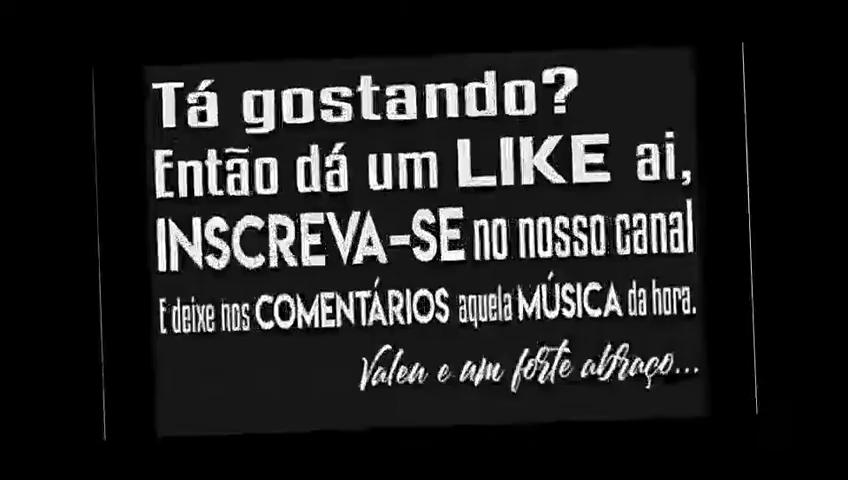 Tá gostando?
Então dá um LIKE ai,
INSCREVA-SE no nosso canal
E deixe nos COMENTÁRIOS aquela MÚSICA da hora.
Valeu e um forte abraço...